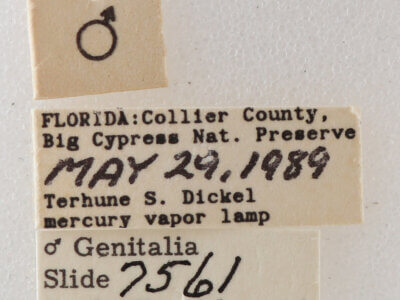 ♂
FLORIDA:Collier County,
Big Cypress Nat. Preserve
MAY 29, 1989
Terhune S. Dickel
mercury vapor lamp
♂ Genitalia
Slide 7561